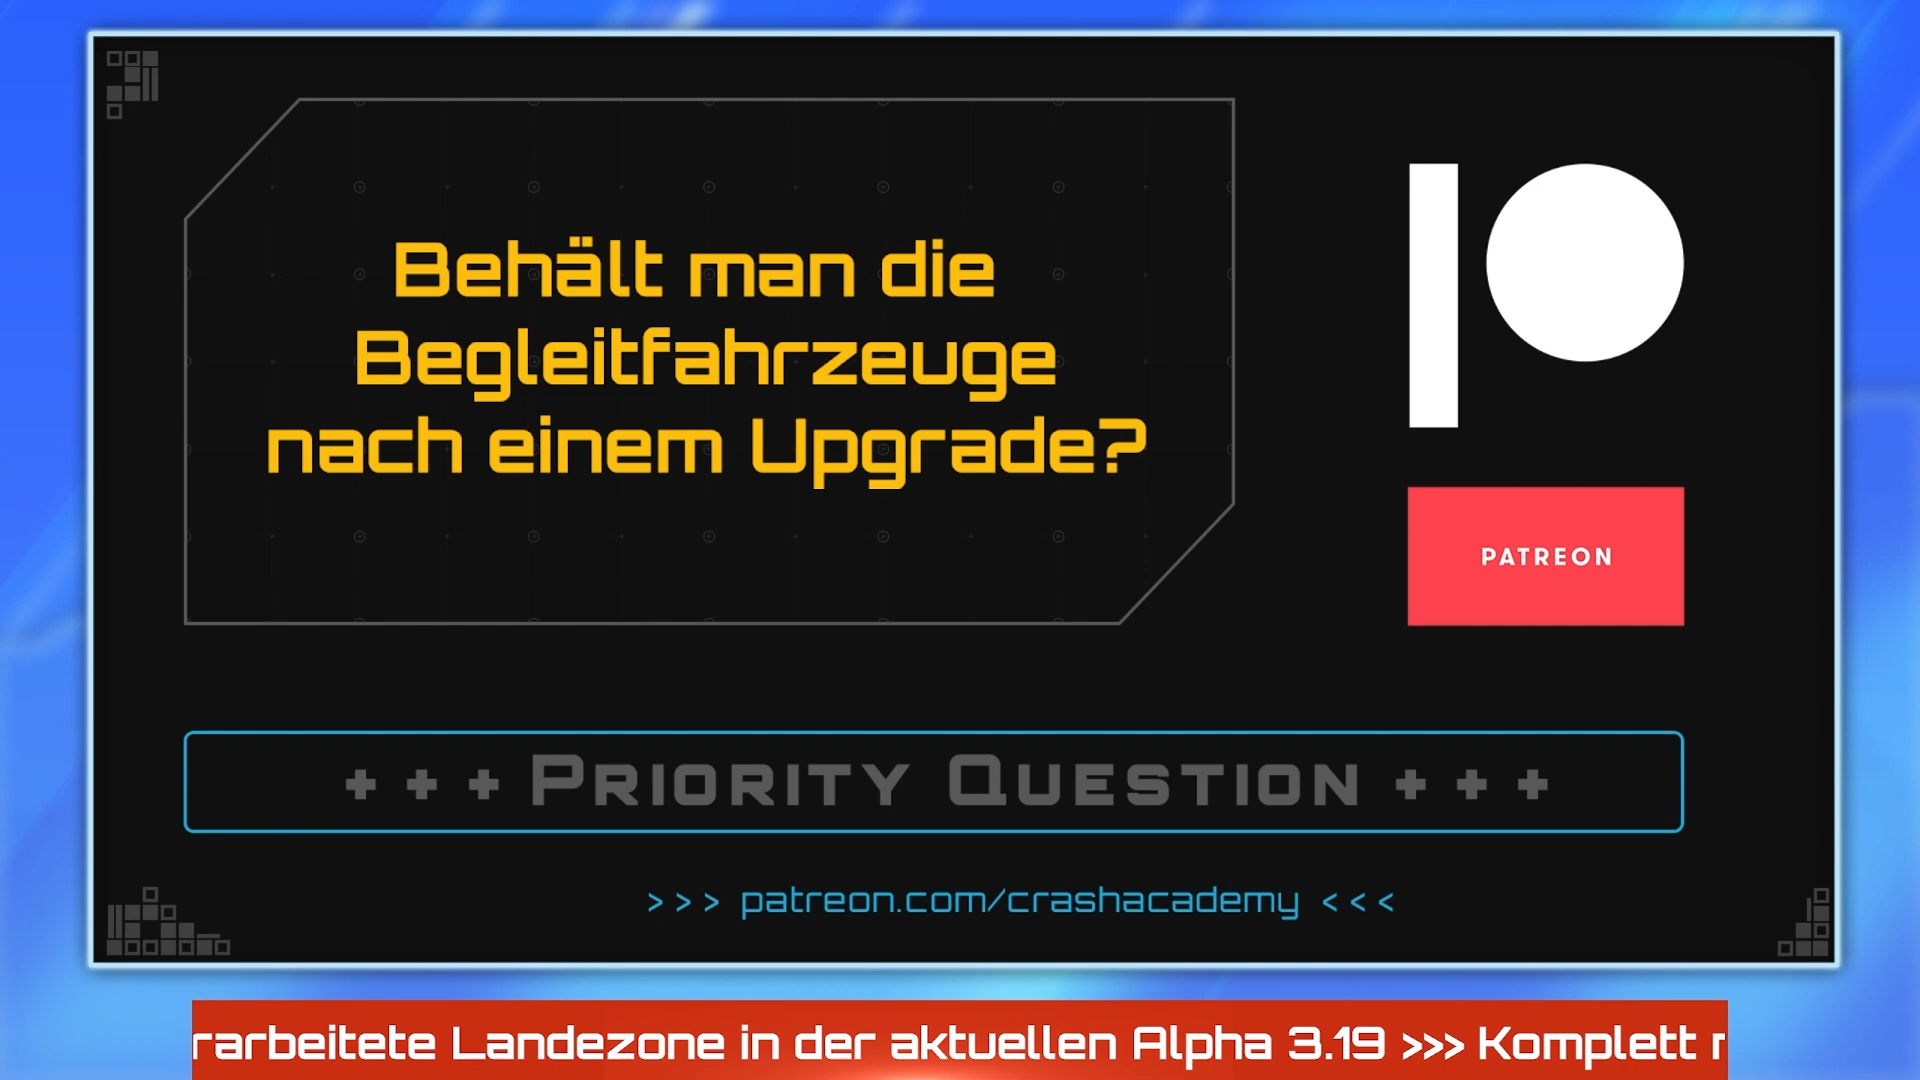 Behält man die
Begleitfahrzeuge
nach einem Upgrade?
PATREON
+ + + PRIORITY QUESTION + + +
>>> patreon.com/crashacademy <<<
rarbeitete Landezone in der aktuellen Alpha 3.19 >>> Komplett